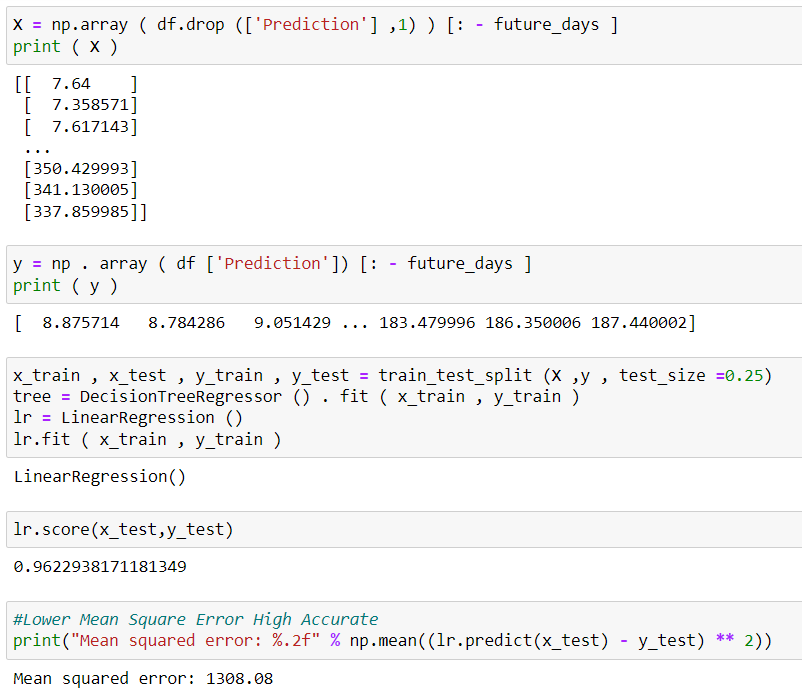 X = np.array ( df.drop (['Prediction'] ,1) ) [: - future_days ]
print ( X )
[[  7.64    ]
 [  7.358571]
 [  7.617143]
 ...
 [350.429993]
 [341.130005]
 [337.859985]]
y = np . array ( df ['Prediction']) [: - future_days ]
print ( y )
[  8.875714   8.784286   9.051429 ... 183.479996 186.350006 187.440002]
x_train , x_test , y_train , y_test = train_test_split (X ,y , test_size =0.25)
tree = DecisionTreeRegressor () . fit ( x_train , y_train )
lr = LinearRegression ()
lr.fit ( x_train , y_train )
LinearRegression()
lr.score(x_test,y_test)
0.9622938171181349
#Lower Mean Square Error High Accurate
print("Mean squared error: %.2f" % np.mean((lr.predict(x_test) - y_test) ** 2))
Mean squared error: 1308.08